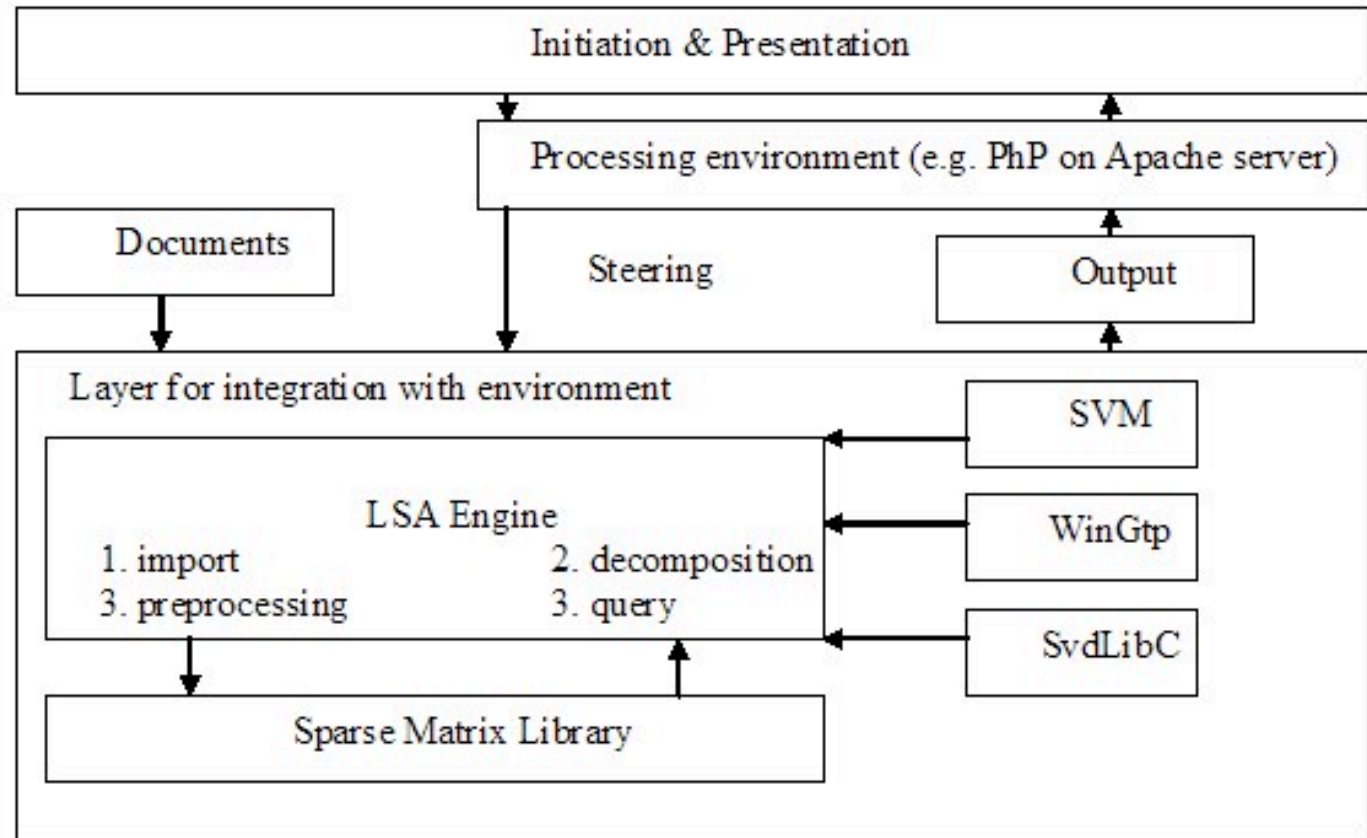 Initiation & Presentation
Processing environment (e.g. PhP on Apache server)
Documents
Steering
Output
Layer for integration with environment
SVM
LSA Engine
WinGtp
1. import 2. decomposition
3. preprocessing 3. query
SvdLibC
Sparse Matrix Library